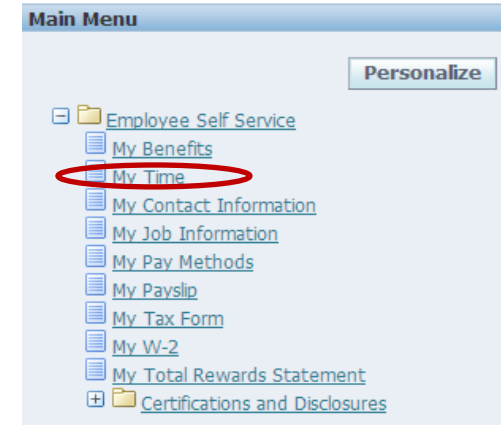 Main Menu
Personalize
Employee Self Service
My Benefits
My Time
My Contact Information
My Job Information
My Pay Methods
My Payslip
My Tax Form
My W-2
My Total Rewards Statement
Certifications and Disclosures